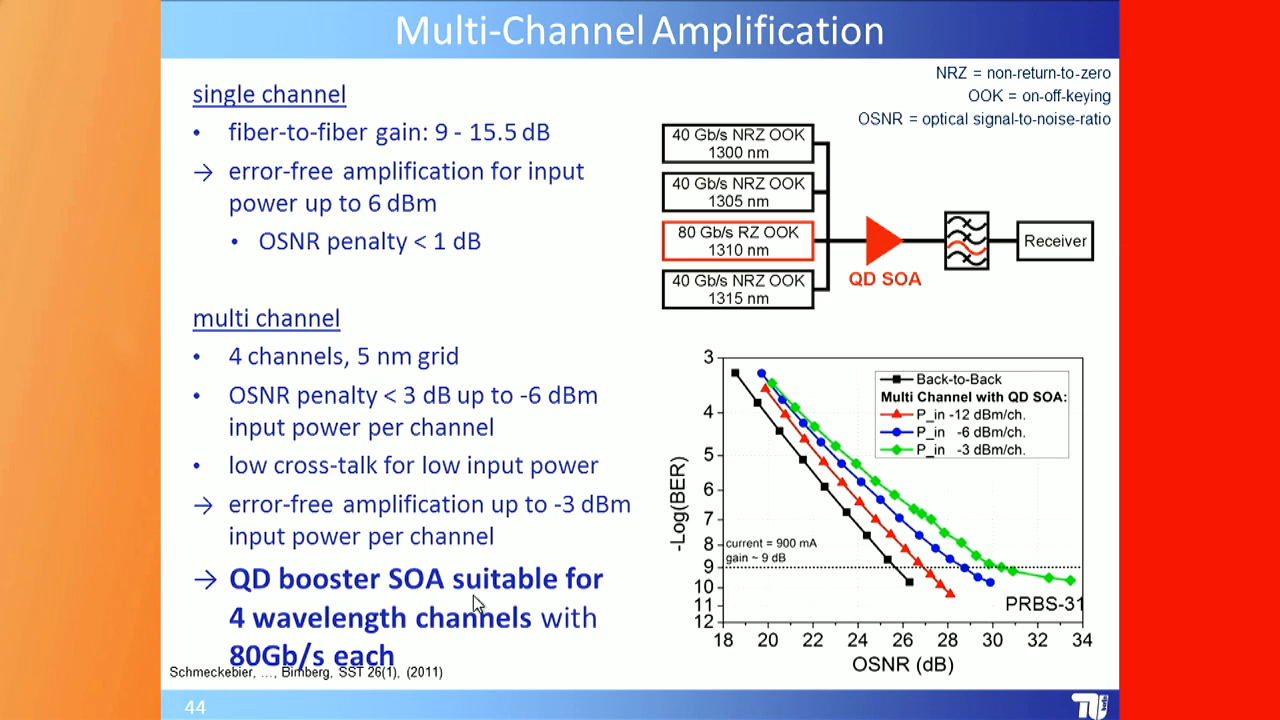 Multi-Channel Amplification
NRZ = non-return-to-zero
OOK = on-off-keying
OSNR = optical signal-to-noise-ratio
single channel
• fiber-to-fiber gain: 9 - 15.5 dB
→ error-free amplification for input
power up to 6 dBm
• OSNR penalty < 1 dB
multi channel
• 4 channels, 5 nm grid
• OSNR penalty < 3 dB up to -6 dBm
input power per channel
• low cross-talk for low input power
→ error-free amplification up to -3 dBm
input power per channel
→ QD booster SOA suitable for
4 wavelength channels with
80Gb/s each
Schmeckebier, ..., Bimberg, SST 26(1), (2011)
40 Gb/s NRZ OOK
1300 nm
40 Gb/s NRZ OOK
1305 nm
80 Gb/s RZ OOK
1310 nm
40 Gb/s NRZ OOK
1315 nm
QD SOA
Receiver
Back-to-Back
Multi Channel with QD SOA:
P_in -12 dBm/ch.
P_in -6 dBm/ch.
P_in -3 dBm/ch.
-Log(BER)
3
4
5
6
7
8
9
10
11
12
current = 900 mA
gain ~ 9 dB
PRBS-31
18 20 22 24 26 28 30 32 34
OSNR (dB)
44